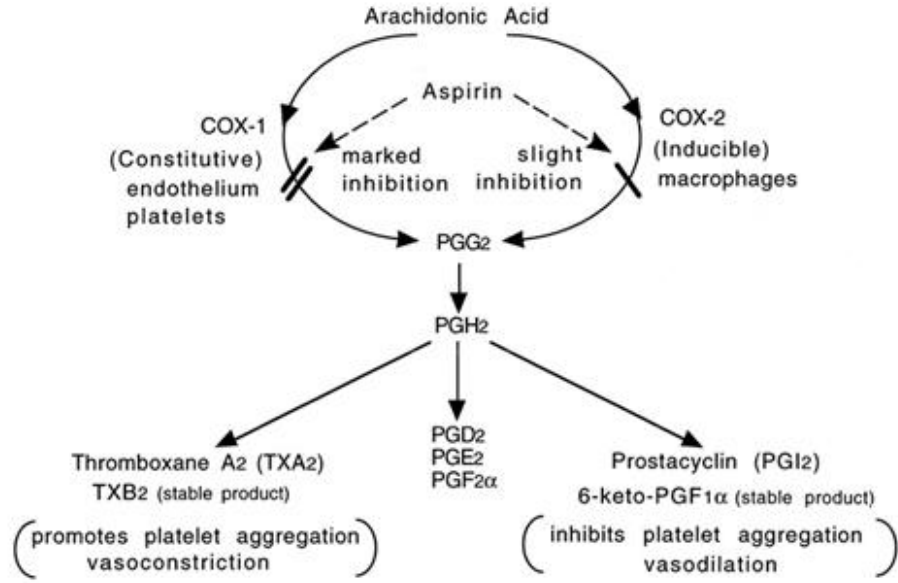 Arachidonic Acid
Aspirin
COX-1
(Constitutive)
endothelium
platelets
marked
inhibition
slight
inhibition
COX-2
(Inducible)
macrophages
PGG2
PGH2
Thromboxane A2 (TXA2)
TXB2 (stable product)
(promotes platelet aggregation
vasoconstriction)
PGD2
PGE2
PGF2α
Prostacyclin (PGI2)
6-keto-PGF1α (stable product)
(inhibits platelet aggregation
vasodilation)